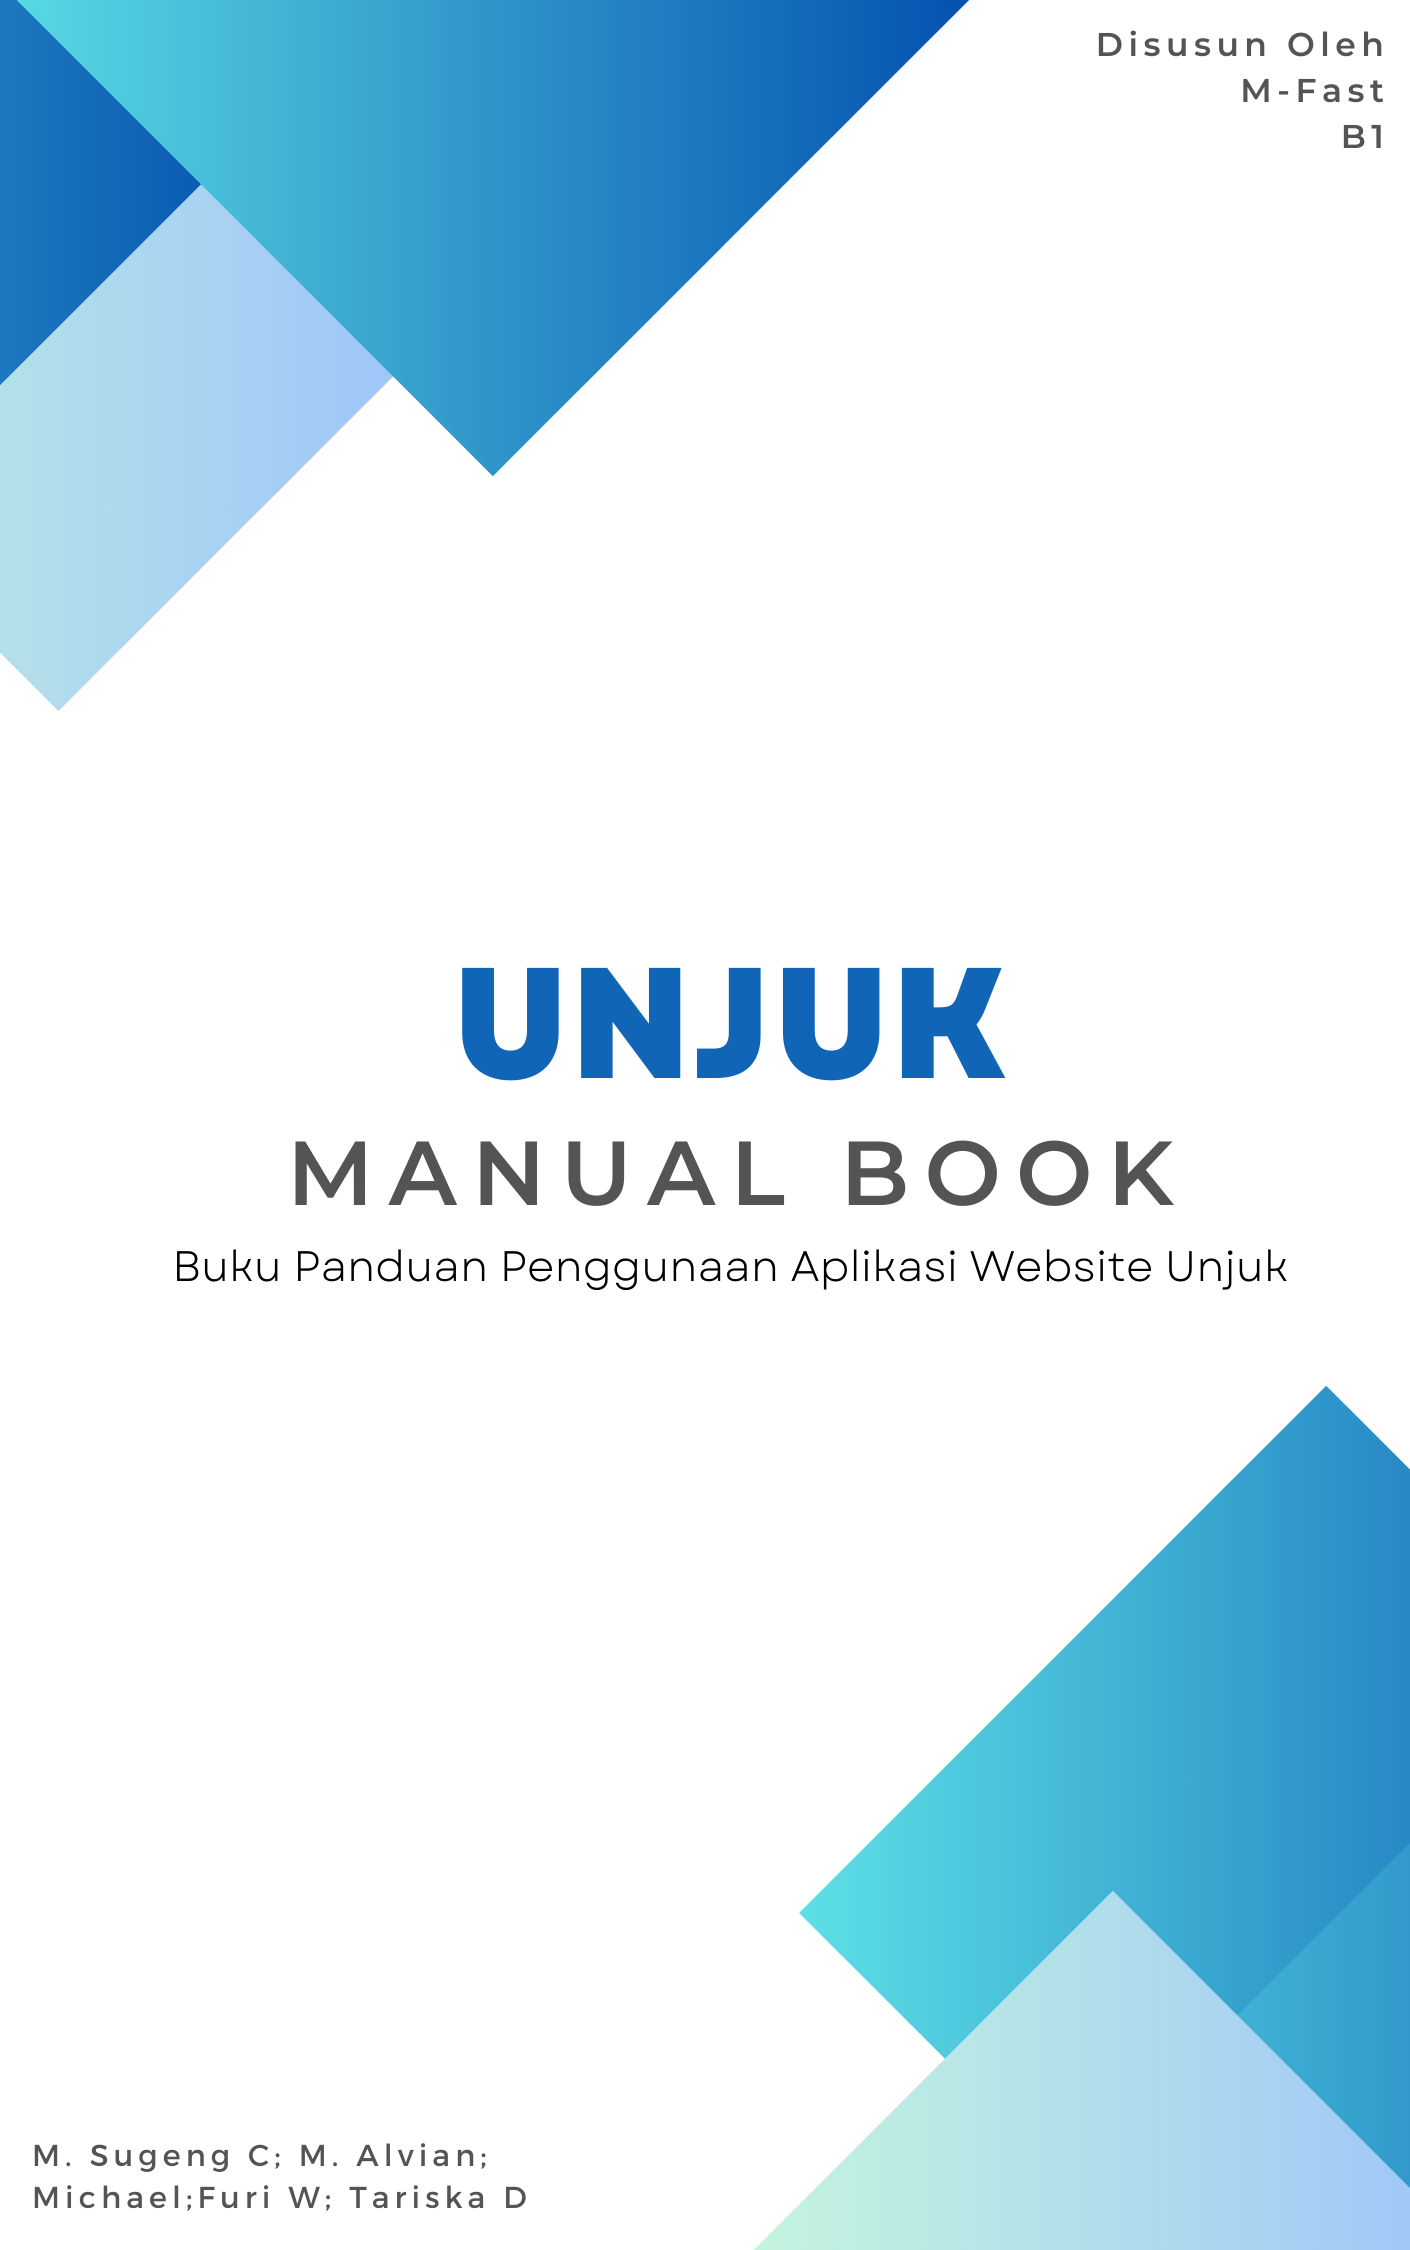 Disusun Oleh
M-Fast
B1
UNJUK
MANUAL BOOK
Buku Panduan Penggunaan Aplikasi Website Unjuk
M. Sugeng C; M. Alvian;
Michael;Furi W; Tariska D